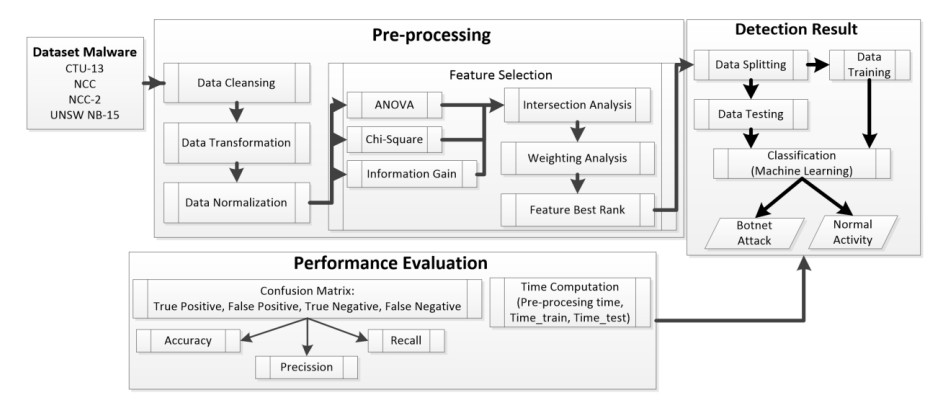 Dataset Malware
CTU-13
NCC
NCC-2
UNSW NB-15
Pre-processing
Data Cleansing
Data Transformation
Data Normalization
Feature Selection
ANOVA
Chi-Square
Information Gain
Intersection Analysis
Weighting Analysis
Feature Best Rank
Detection Result
Data Splitting
Data
Training
Data Testing
Classification
(Machine Learning)
Botnet
Attack
Normal
Activity
Performance Evaluation
Confusion Matrix:
True Positive, False Positive, True Negative, False Negative
Accuracy
Precission
Recall
Time Computation
(Pre-procesing time,
Time_train, Time_test)